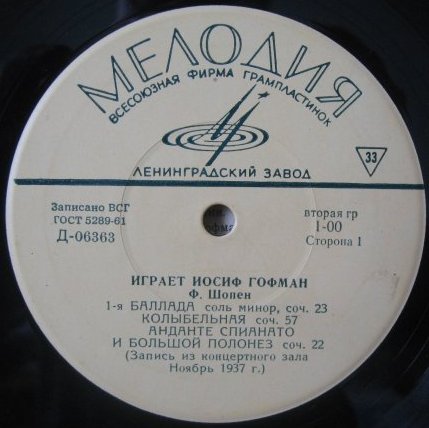 МЕЛОДИЯ
ВСЕСОЮЗНАЯ ФИРМА ГРАМПЛАСТИНОК
ЛЕНИНГРАДСКИЙ ЗАВОД
33
Записано ВСГ
ГОСТ 5289-61
Д-06363
вторая гр
1-00
Сторона 1
ИГРАЕТ ИОСИФ ГОФМАН
Ф. Шопен
1-я БАЛЛАДА соль минор, соч. 23
КОЛЫБЕЛЬНАЯ соч. 57
АНДАНТЕ СПИАНАТО
И БОЛЬШОЙ ПОЛОНЕЗ соч. 22
(Запись из концертного зала
Ноябрь 1937 г.)